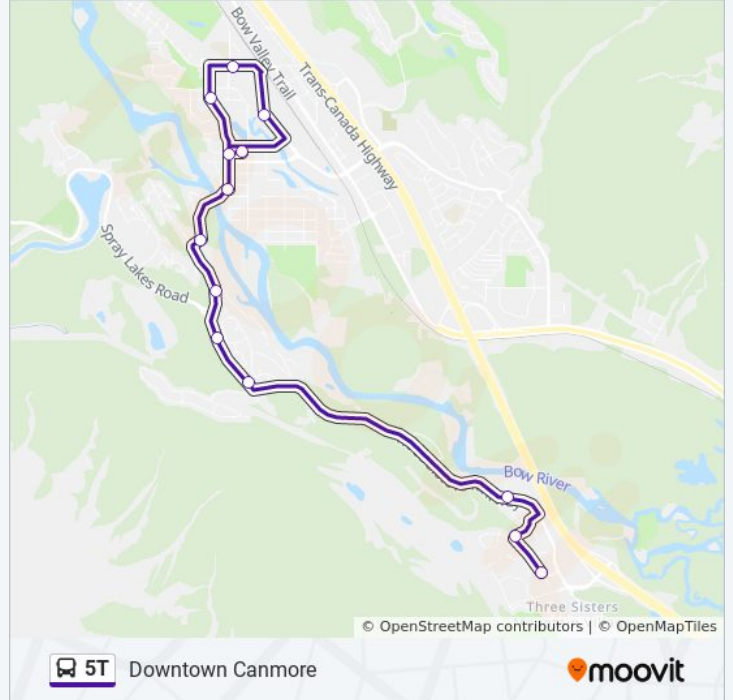 Bow Valley Trail
Trans-Canada Highway
Spray Lakes Road
Bow River
Three Sisters
© OpenStreetMap contributors | © OpenMapTiles
5T Downtown Canmore
moovit